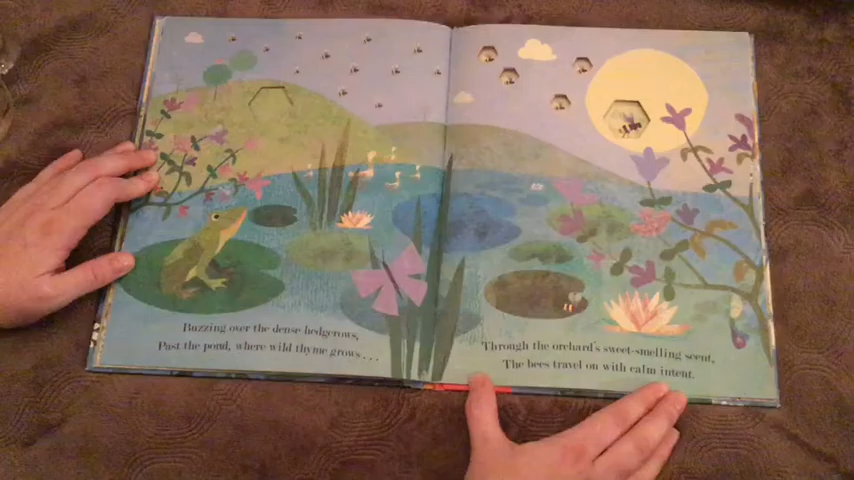 Buzzing over the dense hedgerows,
Past the pond, where wild thyme grows . . .
Through the orchard's sweet-smelling scent,
The bees travel on with calm intent.